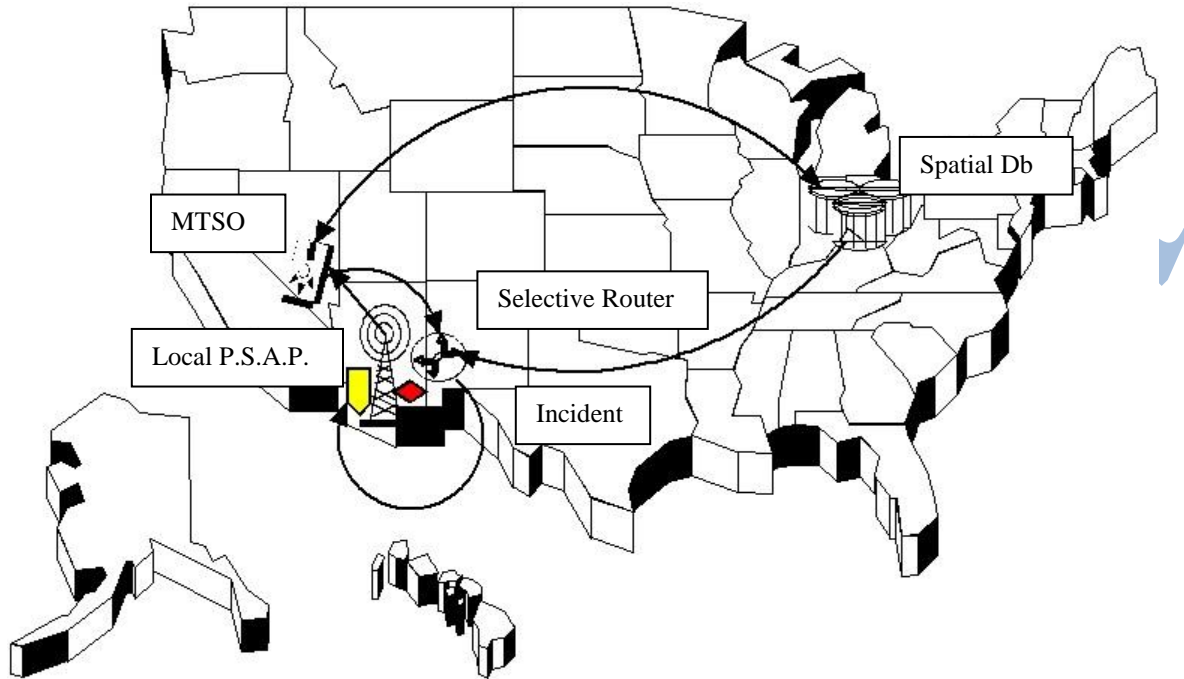 Spatial Db
MTSO
Selective Router
Local P.S.A.P.
Incident